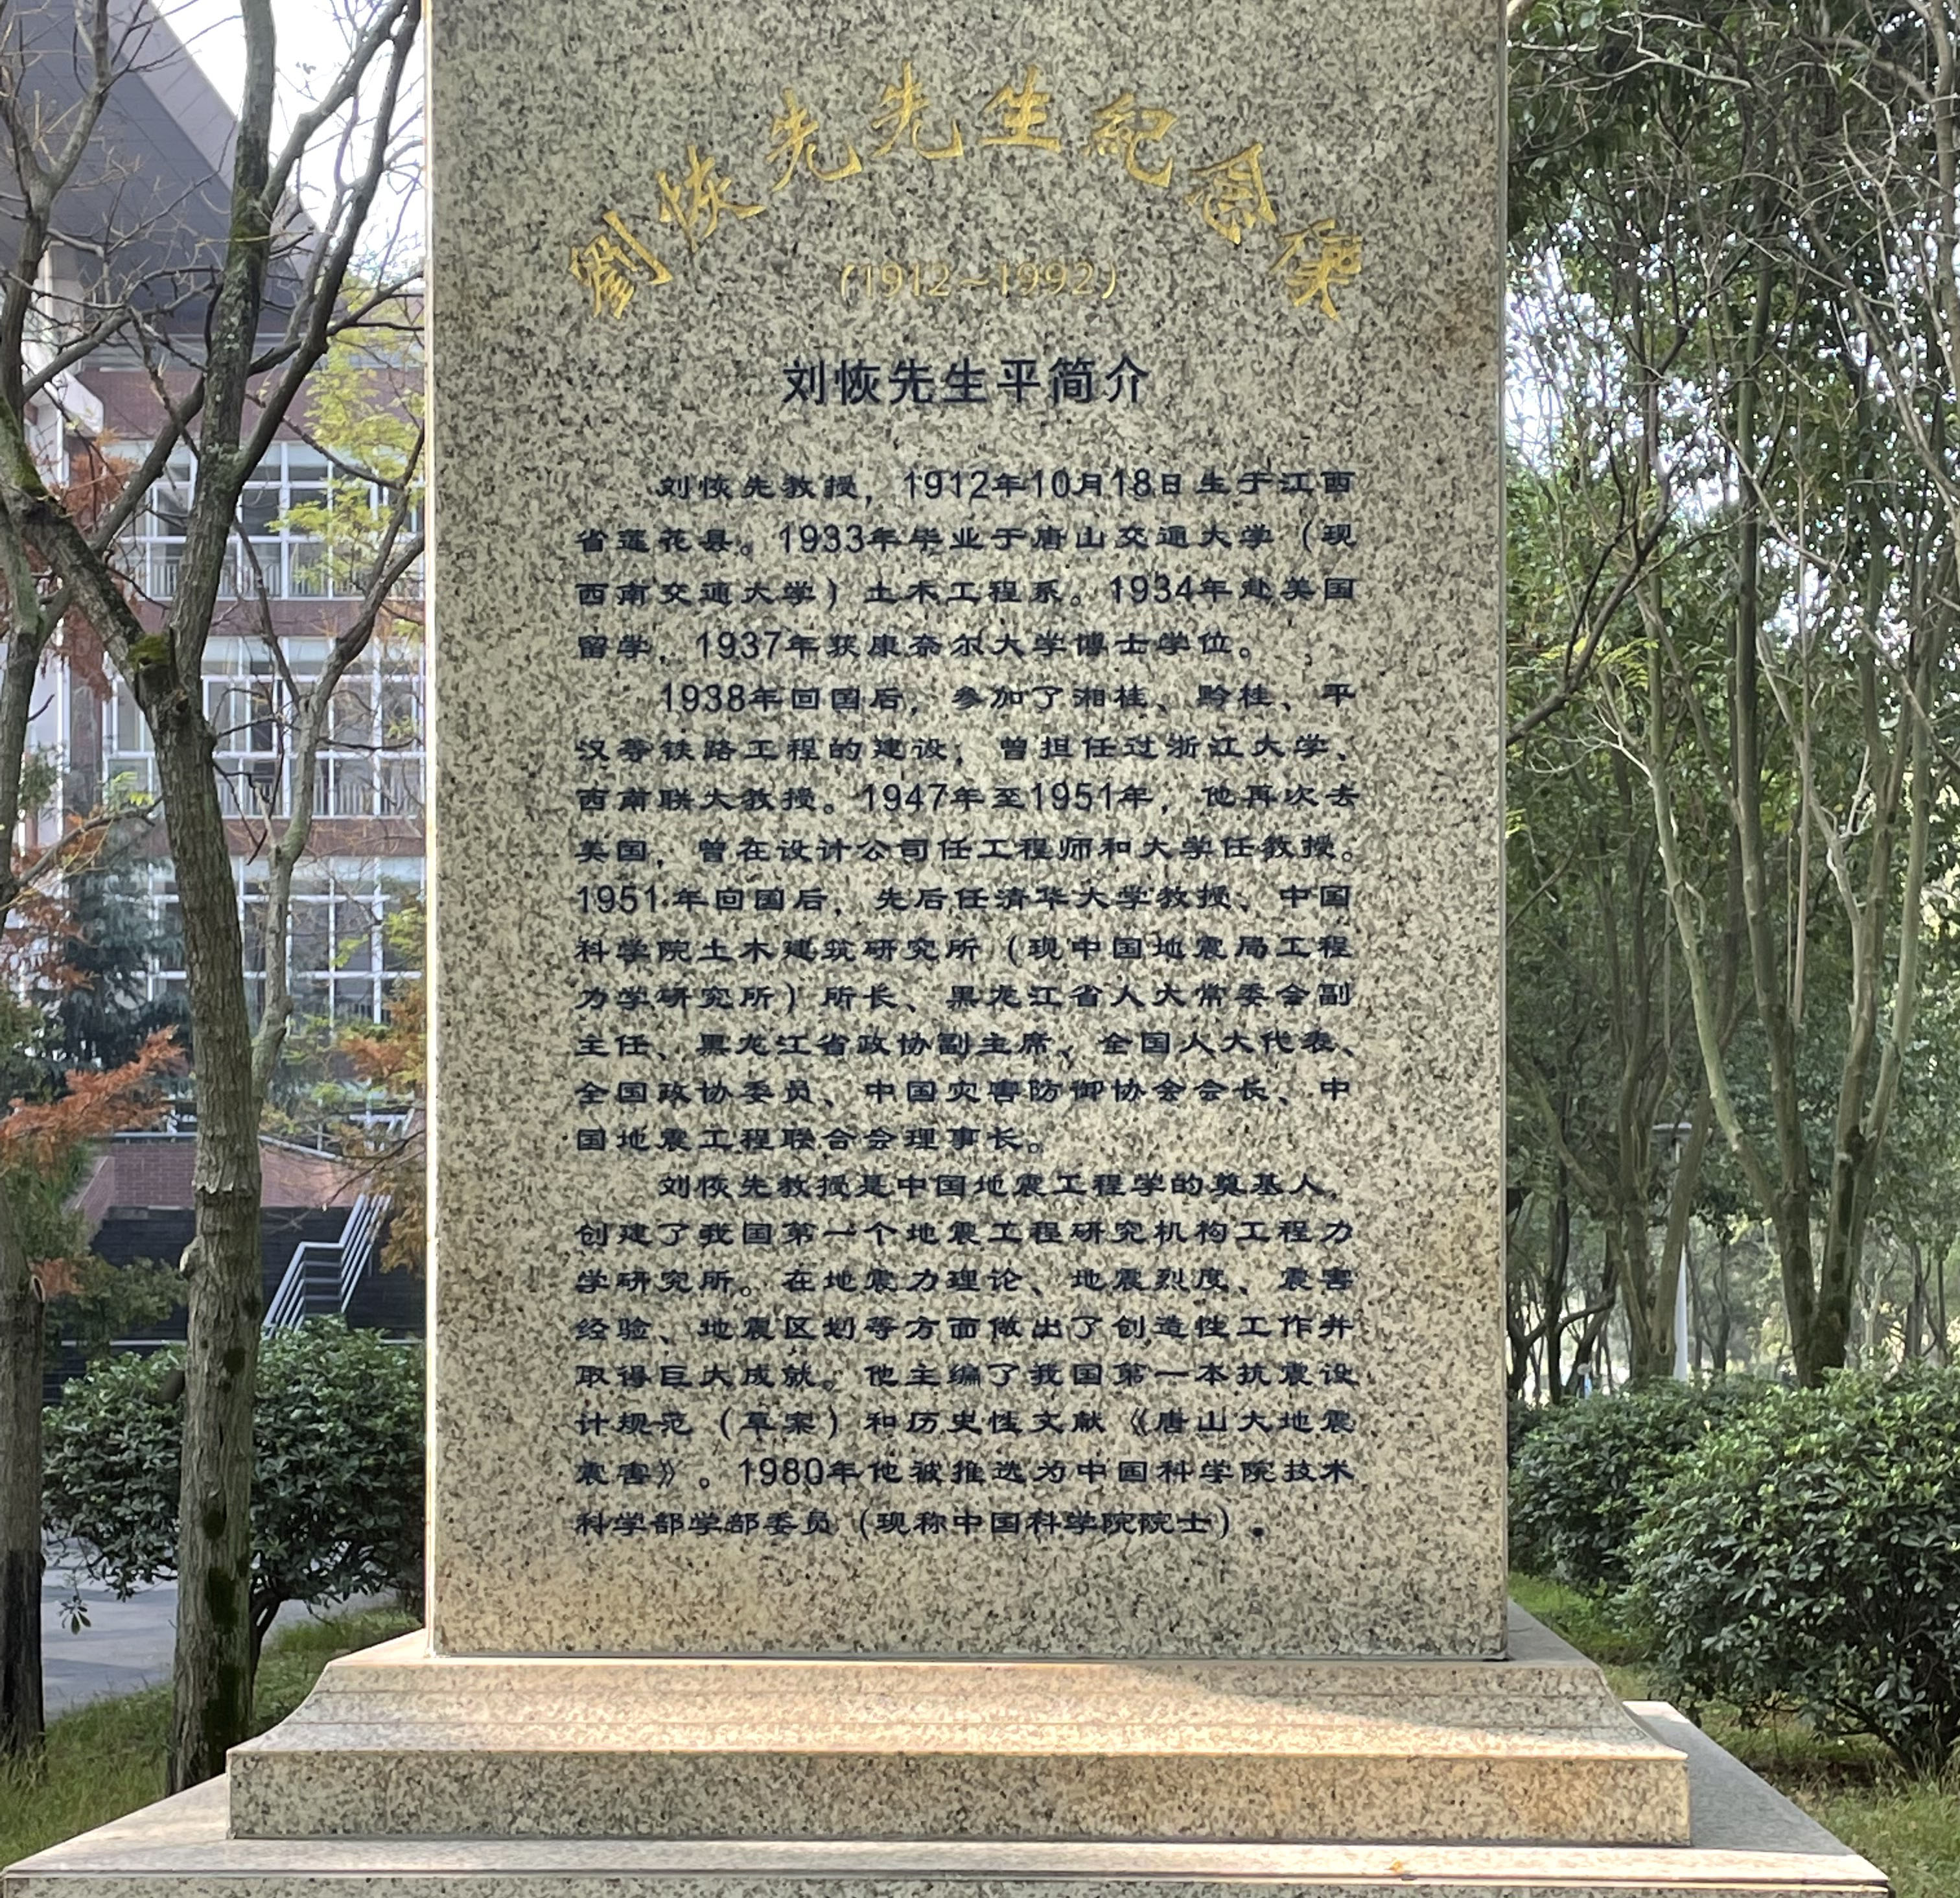 劉恢先先生紀念像
(1912~1992)
刘恢先生平简介
刘恢先教授，1912年10月18日生于江西
省莲花县。1933年毕业于唐山交通大学（现
西南交通大学）土木工程系。1934年赴美国
留学，1937年获康奈尔大学博士学位。
1938年回国后，参加了湘桂、黔桂、平
汉等铁路工程的建设，曾担任过浙江大学、
西南联大教授。1947年至1951年，他再次去
美国，曾在设计公司任工程师和大学任教授。
1951年回国后，先后任清华大学教授、中国
科学院土木建筑研究所（现中国地震局工程
力学研究所）所长、黑龙江省人大常委会副
主任、黑龙江省政协副主席、全国人大代表、
全国政协委员、中国灾害防御协会会长、中
国地震工程联合会理事长。
刘恢先教授是中国地震工程学的奠基人，
创建了我国第一个地震工程研究机构工程力
学研究所。在地震力理论、地震烈度、震害
经验、地震区划等方面做出了创造性工作并
取得巨大成就。他主编了我国第一本抗震设
计规范（草案）和历史性文献《唐山大地震
震害》。1980年他被推选为中国科学院技术
科学部学部委员（现称中国科学院院士）.